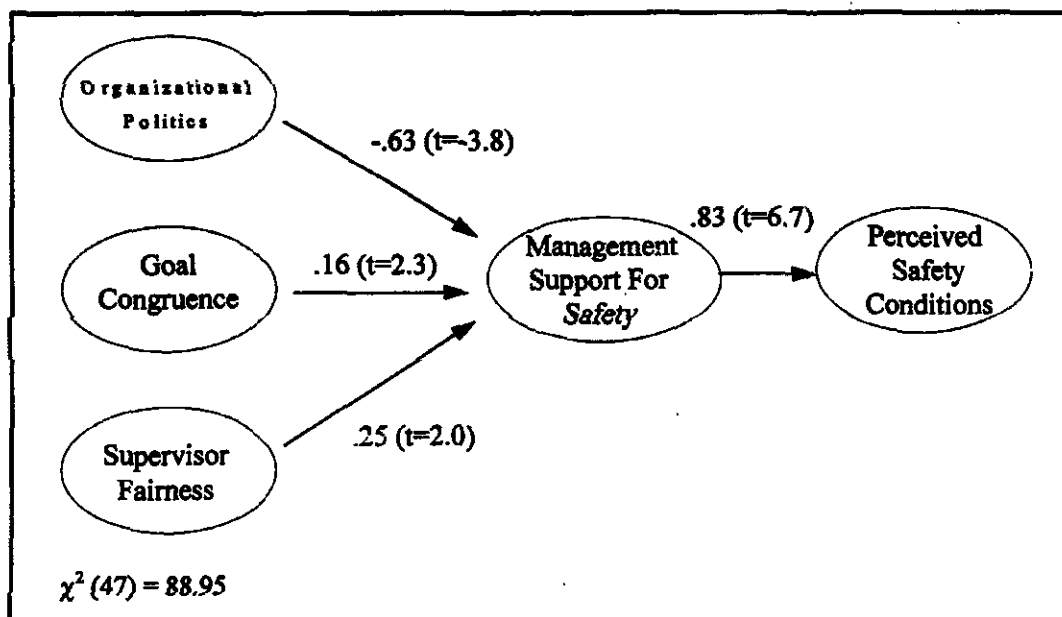 Organizational
Politics
-.63 (t=-3.8)
Goal
Congruence
.16 (t=2.3)
Management
Support For
Safety
.83 (t=6.7)
Perceived
Safety
Conditions
Supervisor
Fairness
.25 (t=2.0)
χ² (47) = 88.95